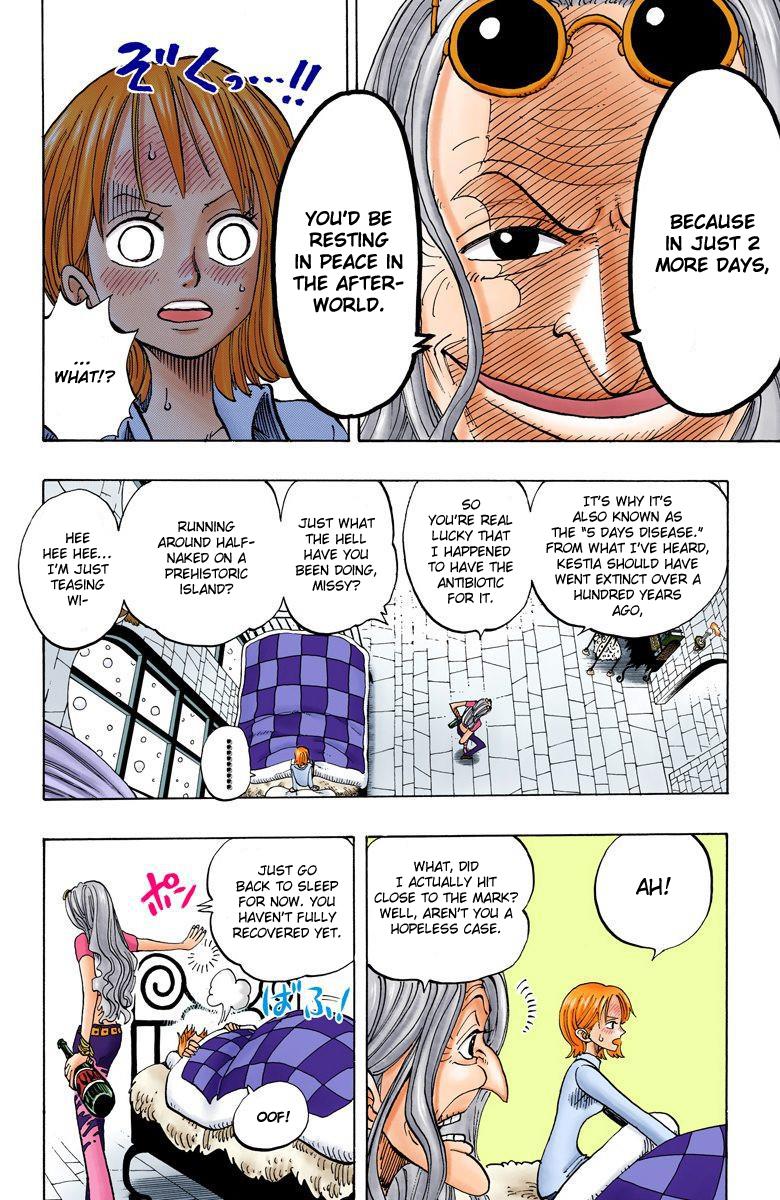 BECAUSE
IN JUST 2
MORE DAYS,
YOU'D BE
RESTING
IN PEACE IN
THE AFTER-
WORLD.
ぞくっ…!!
...
WHAT!?
IT'S WHY IT'S
ALSO KNOWN AS
THE "5 DAYS DISEASE."
FROM WHAT I'VE HEARD,
KESTIA SHOULD HAVE
WENT EXTINCT OVER A
HUNDRED YEARS
AGO,
SO
YOU'RE REAL
LUCKY THAT
I HAPPENED
TO HAVE THE
ANTIBIOTIC
FOR IT.
JUST WHAT
THE HELL
HAVE YOU
BEEN DOING,
MISSY?
RUNNING
AROUND HALF-
NAKED ON A
PREHISTORIC
ISLAND?
HEE
HEE HEE...
I'M JUST
TEASING
WI-
.........
AH!
WHAT, DID
I ACTUALLY HIT
CLOSE TO THE MARK?
WELL, AREN'T YOU A
HOPELESS CASE.
JUST GO
BACK TO SLEEP
FOR NOW. YOU
HAVEN'T FULLY
RECOVERED YET.
ポン
ばふっ!
OOF!